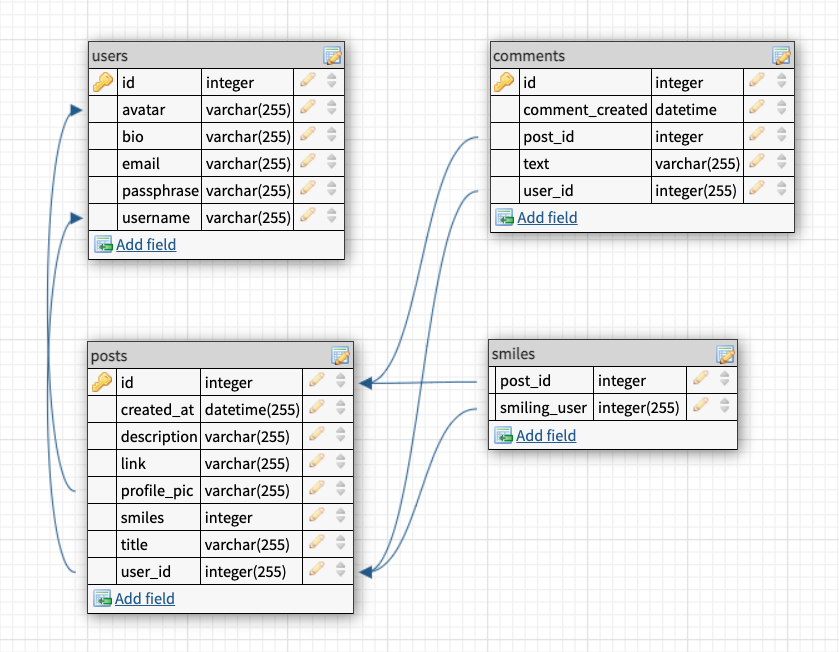 users
id integer
avatar varchar(255)
bio varchar(255)
email varchar(255)
passphrase varchar(255)
username varchar(255)
Add field
comments
id integer
comment_created datetime
post_id integer
text varchar(255)
user_id integer(255)
Add field
posts
id integer
created_at datetime(255)
description varchar(255)
link varchar(255)
profile_pic varchar(255)
smiles integer
title varchar(255)
user_id integer(255)
Add field
smiles
post_id integer
smiling_user integer(255)
Add field